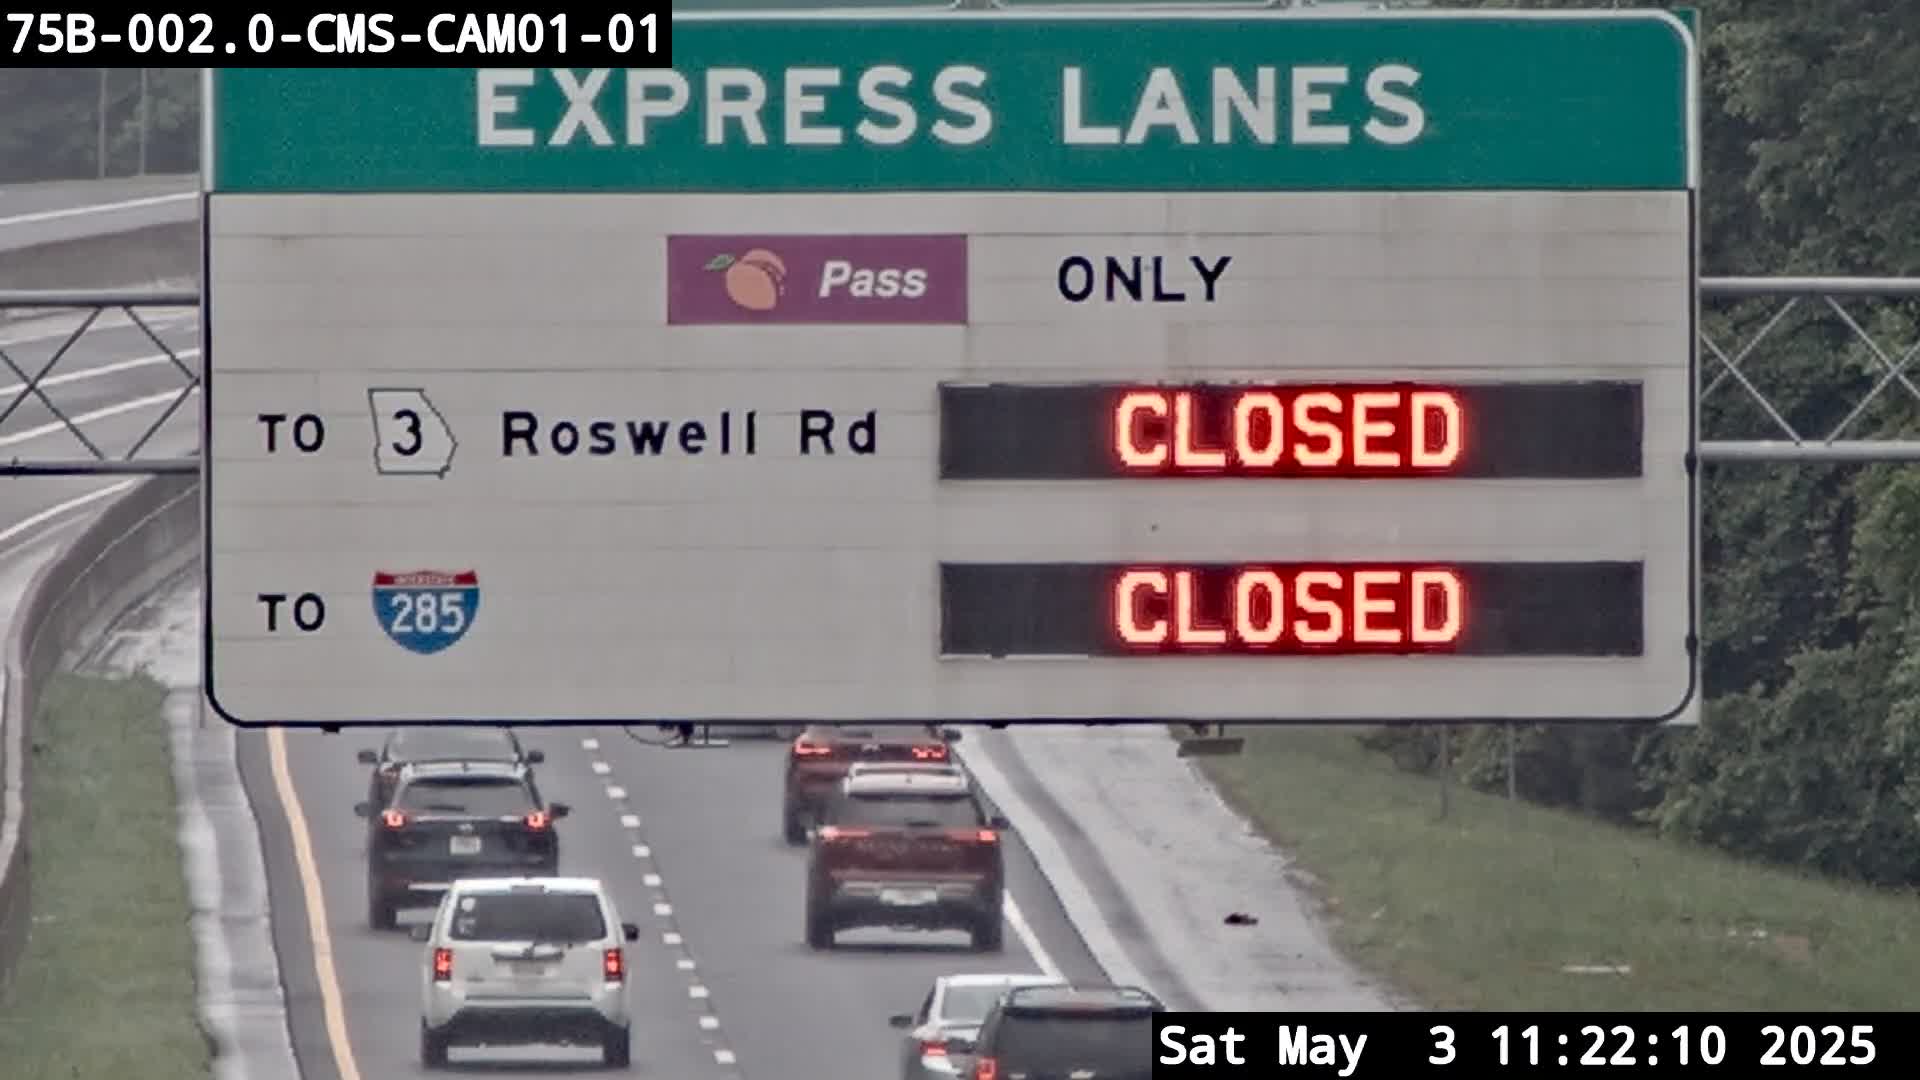 75B-002.0-CMS-CAM01-01
EXPRESS LANES
Pass ONLY
TO 3 Roswell Rd CLOSED
TO INTERSTATE 285 CLOSED
Sat May 3 11:22:10 2025